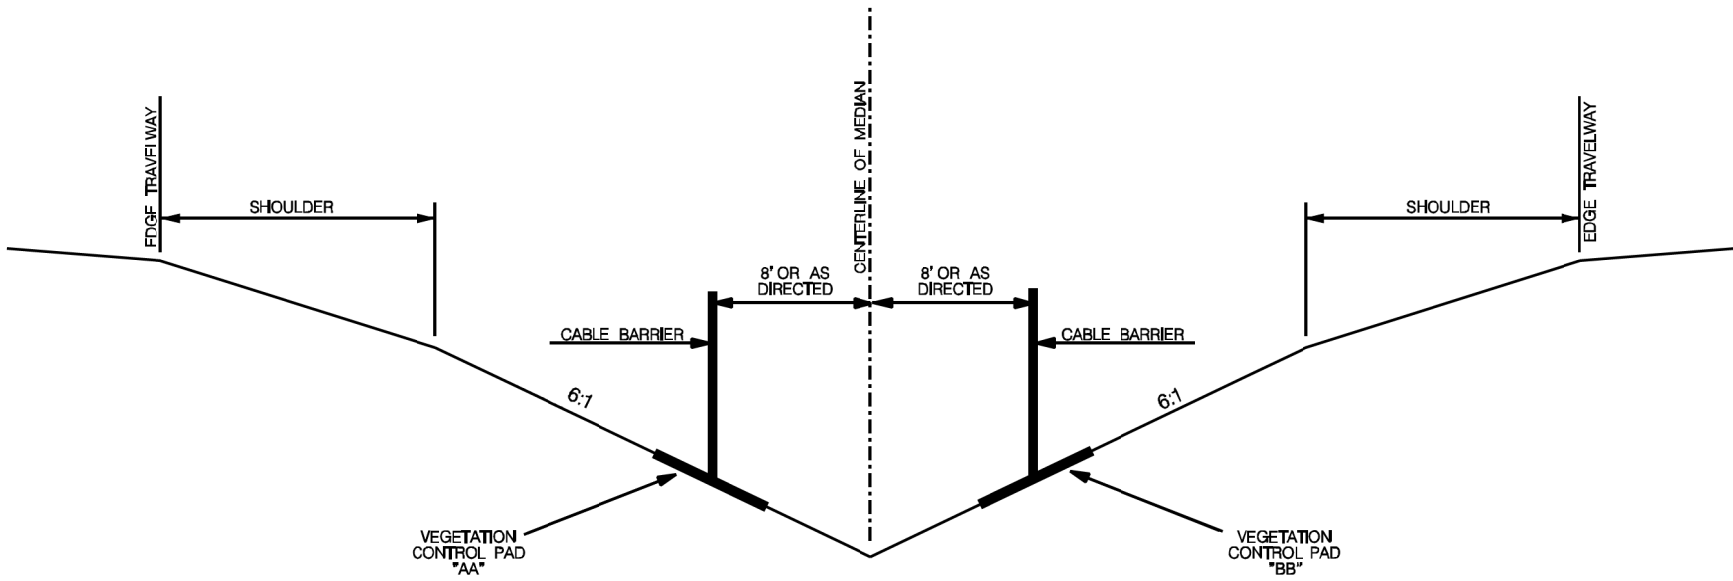 EDGE TRAVELWAY
SHOULDER
CENTERLINE OF MEDIAN
SHOULDER
EDGE TRAVELWAY
8' OR AS
DIRECTED
8' OR AS
DIRECTED
CABLE BARRIER
CABLE BARRIER
6:1
6:1
VEGETATION
CONTROL PAD
"AA"
VEGETATION
CONTROL PAD
"BB"